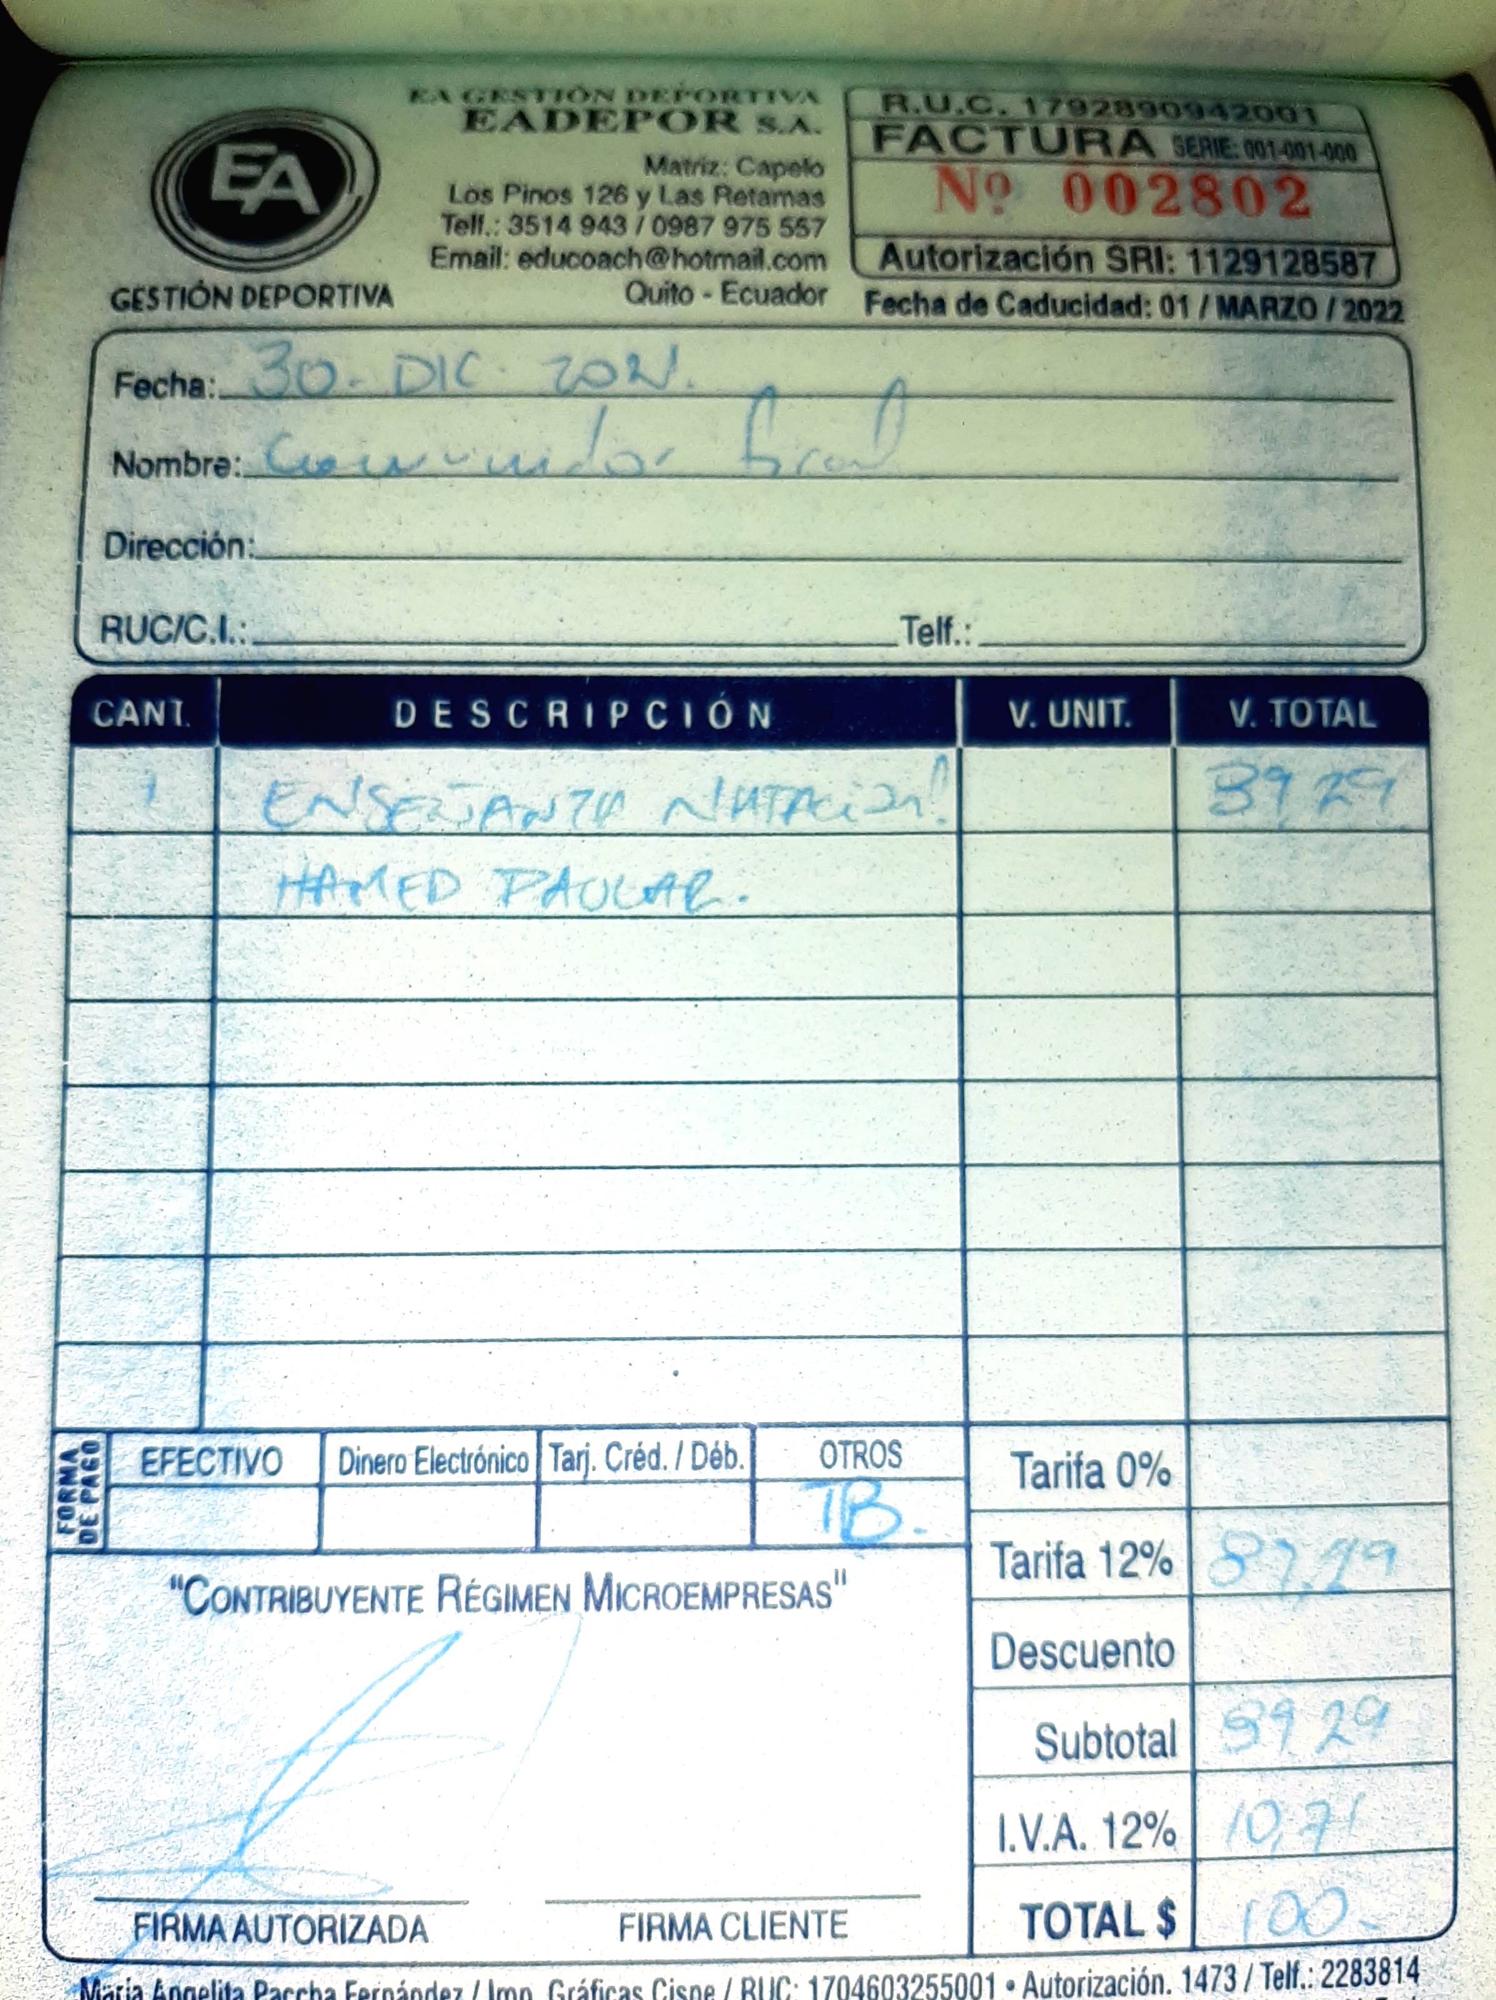 EA GESTIÓN DEPORTIVA
EADEPOR S.A.
Matriz: Capelo
Los Pinos 126 y Las Retamas
Telf.: 3514 943 / 0987 975 557
Email: educoach@hotmail.com
Quito - Ecuador
EA
GESTIÓN DEPORTIVA
R.U.C. 1792890942001
FACTURA SERIE: 001-001-000
Nº 002802
Autorización SRI: 1129128587
Fecha de Caducidad: 01 / MARZO / 2022
Fecha: 30. DIC. 2021.
Nombre: Consumidor final
Dirección:
RUC/C.I.: Telf.:
CANT. DESCRIPCIÓN V. UNIT. V. TOTAL
1 ENSEÑANZA NATACIÓN 89,29
HAMED PAUCAR.
FORMA DE PAGO
EFECTIVO Dinero Electrónico Tarj. Créd. / Déb. OTROS
TB.
Tarifa 0%
Tarifa 12% 89,29
Descuento
Subtotal 89,29
I.V.A. 12% 10,71
TOTAL $ 100.-
"CONTRIBUYENTE RÉGIMEN MICROEMPRESAS"
FIRMA AUTORIZADA FIRMA CLIENTE
María Angelita Paccha Fernández / Imp. Gráficas Cispe / RUC: 1704603255001 • Autorización. 1473 / Telf.: 2283814